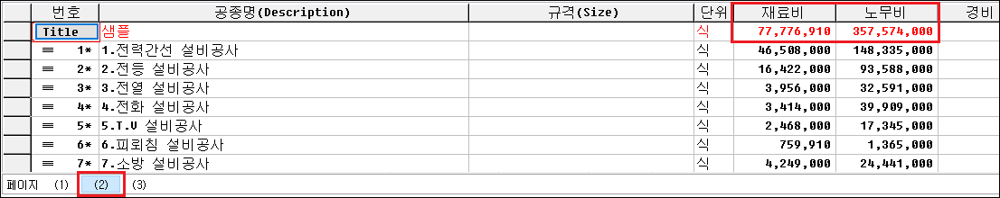 번호 공종명(Description) 규격(Size) 단위 재료비 노무비 경비
Title 샘플 식 77,776,910 357,574,000
1* 1.전력간선 설비공사 식 46,508,000 148,335,000
2* 2.전등 설비공사 식 16,422,000 93,588,000
3* 3.전열 설비공사 식 3,956,000 32,591,000
4* 4.전화 설비공사 식 3,414,000 39,909,000
5* 5.T.V 설비공사 식 2,468,000 17,345,000
6* 6.피뢰침 설비공사 식 759,910 1,365,000
7* 7.소방 설비공사 식 4,249,000 24,441,000
페이지 (1) (2) (3)